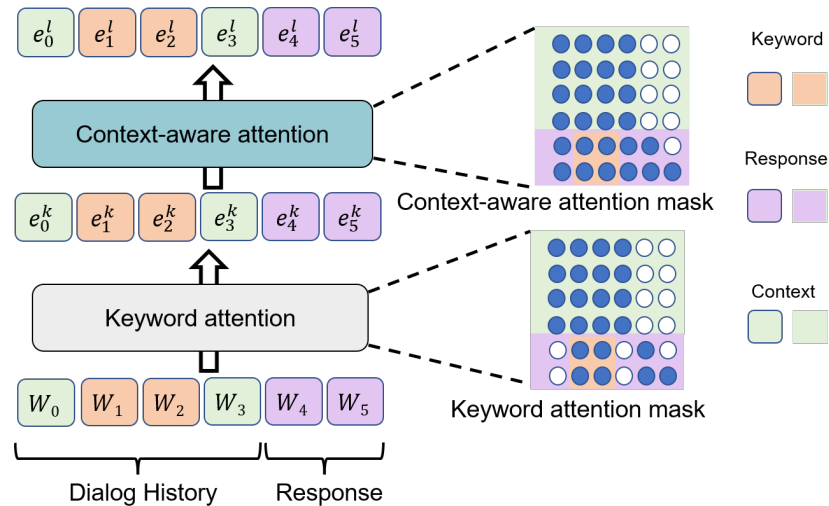 e_0^l e_1^l e_2^l e_3^l e_4^l e_5^l
Context-aware attention
Context-aware attention mask
e_0^k e_1^k e_2^k e_3^k e_4^k e_5^k
Keyword attention
Keyword attention mask
W_0 W_1 W_2 W_3 W_4 W_5
Dialog History
Response
Keyword
Response
Context